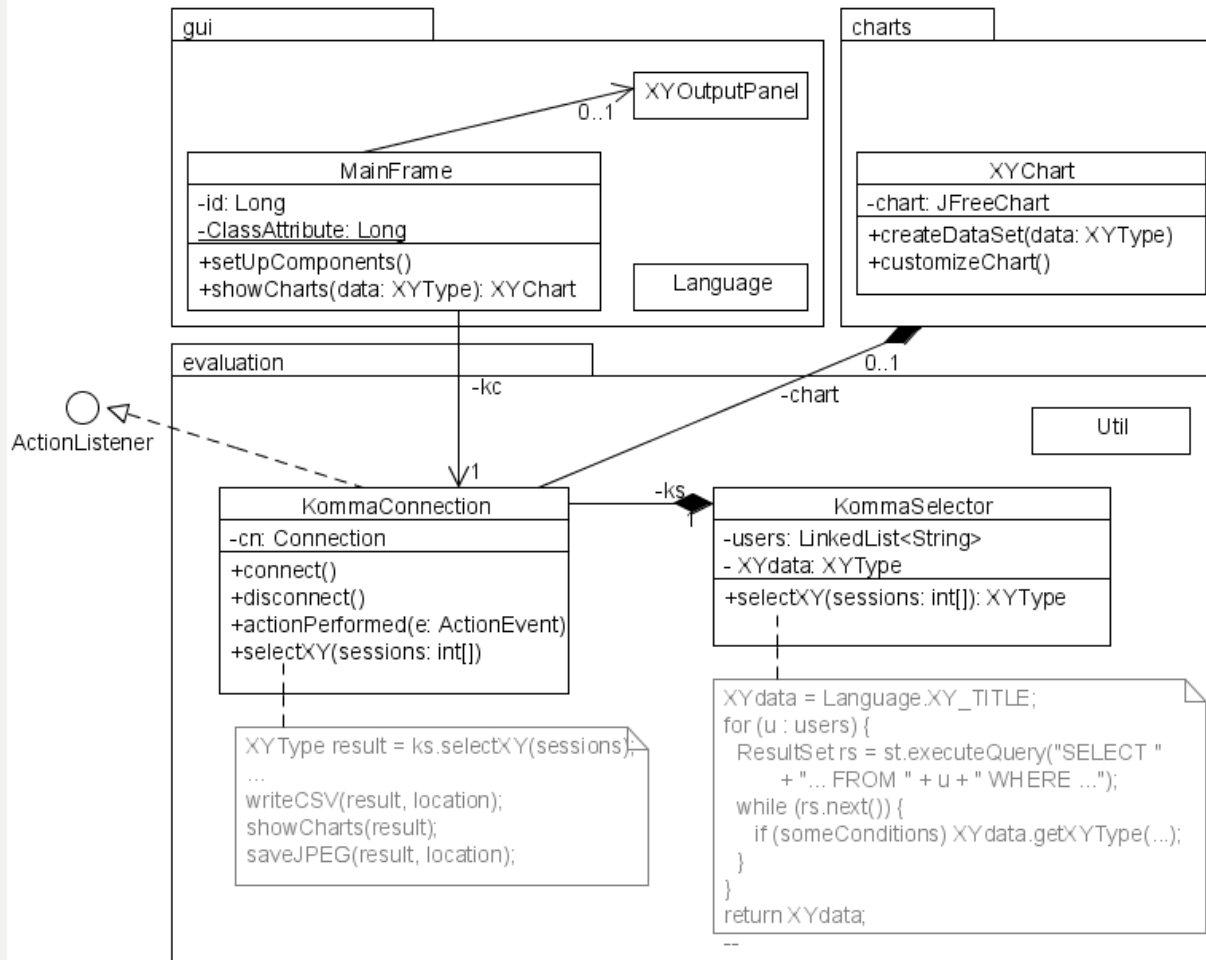 gui
XYOutputPanel
0..1
MainFrame
-id: Long
-ClassAttribute: Long
+setUpComponents()
+showCharts(data: XYType): XYChart
Language
charts
XYChart
-chart: JFreeChart
+createDataSet(data: XYType)
+customizeChart()
evaluation
-kc
0..1
-chart
ActionListener
Util
1
KommaConnection
-cn: Connection
+connect()
+disconnect()
+actionPerformed(e: ActionEvent)
+selectXY(sessions: int[])
-ks
1
KommaSelector
-users: LinkedList<String>
- XYdata: XYType
+selectXY(sessions: int[]): XYType
XYType result = ks.selectXY(sessions);
...
writeCSV(result, location);
showCharts(result);
saveJPEG(result, location);
XYdata = Language.XY_TITLE;
for (u : users) {
ResultSet rs = st.executeQuery("SELECT "
+ "... FROM " + u + " WHERE ...");
while (rs.next()) {
if (someConditions) XYdata.getXYType(...);
}
}
return XYdata;
--